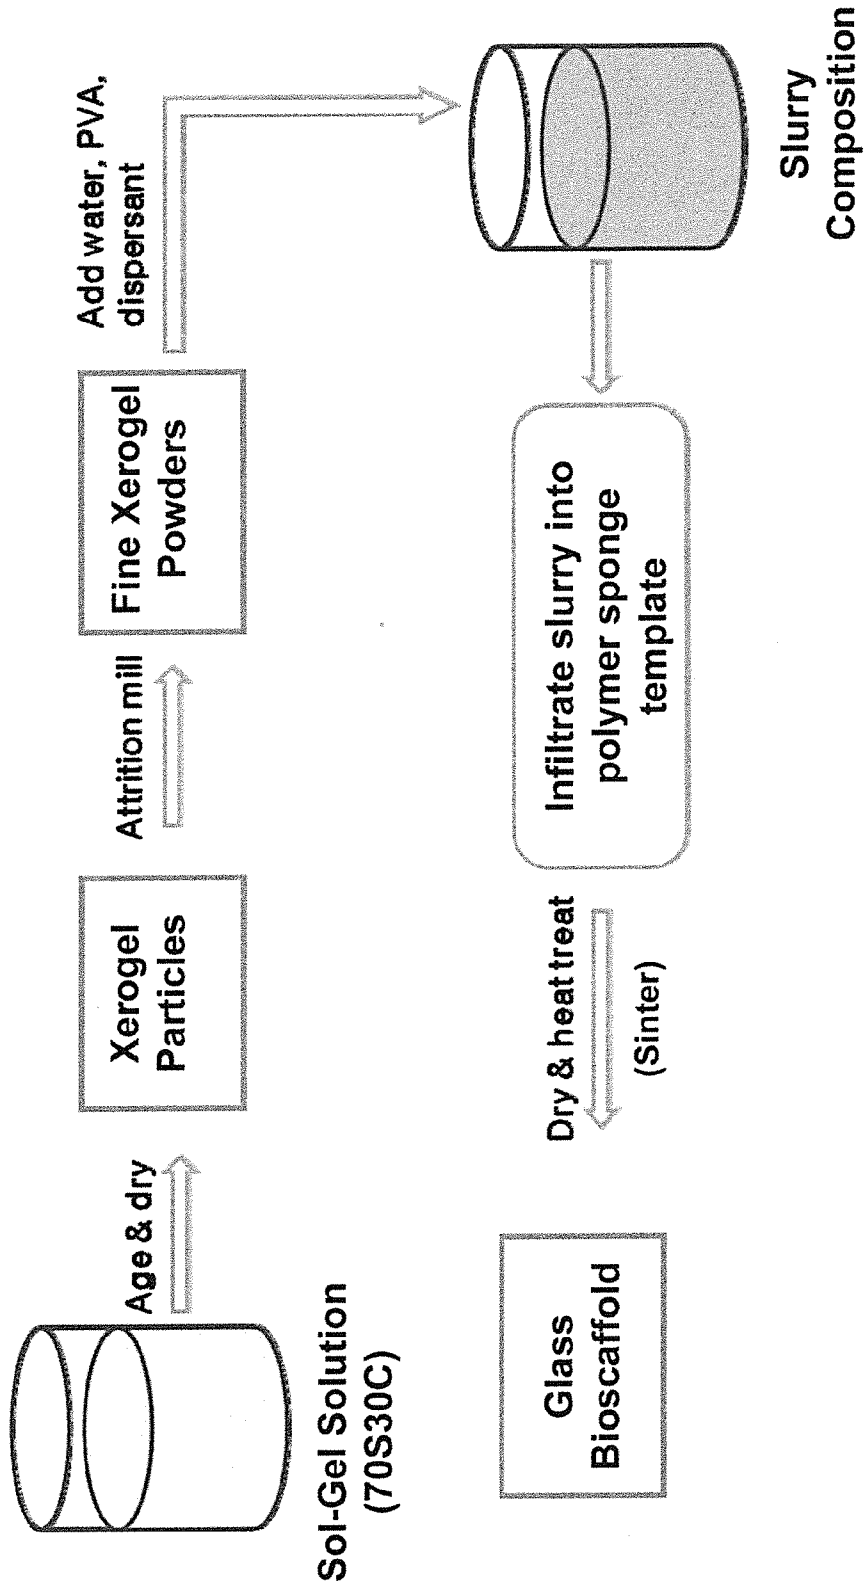 Sol-Gel Solution
(70S30C)
Age & dry
Xerogel
Particles
Attrition mill
Fine Xerogel
Powders
Add water, PVA,
dispersant
Slurry
Composition
Infiltrate slurry into
polymer sponge
template
Dry & heat treat
(Sinter)
Glass
Bioscaffold